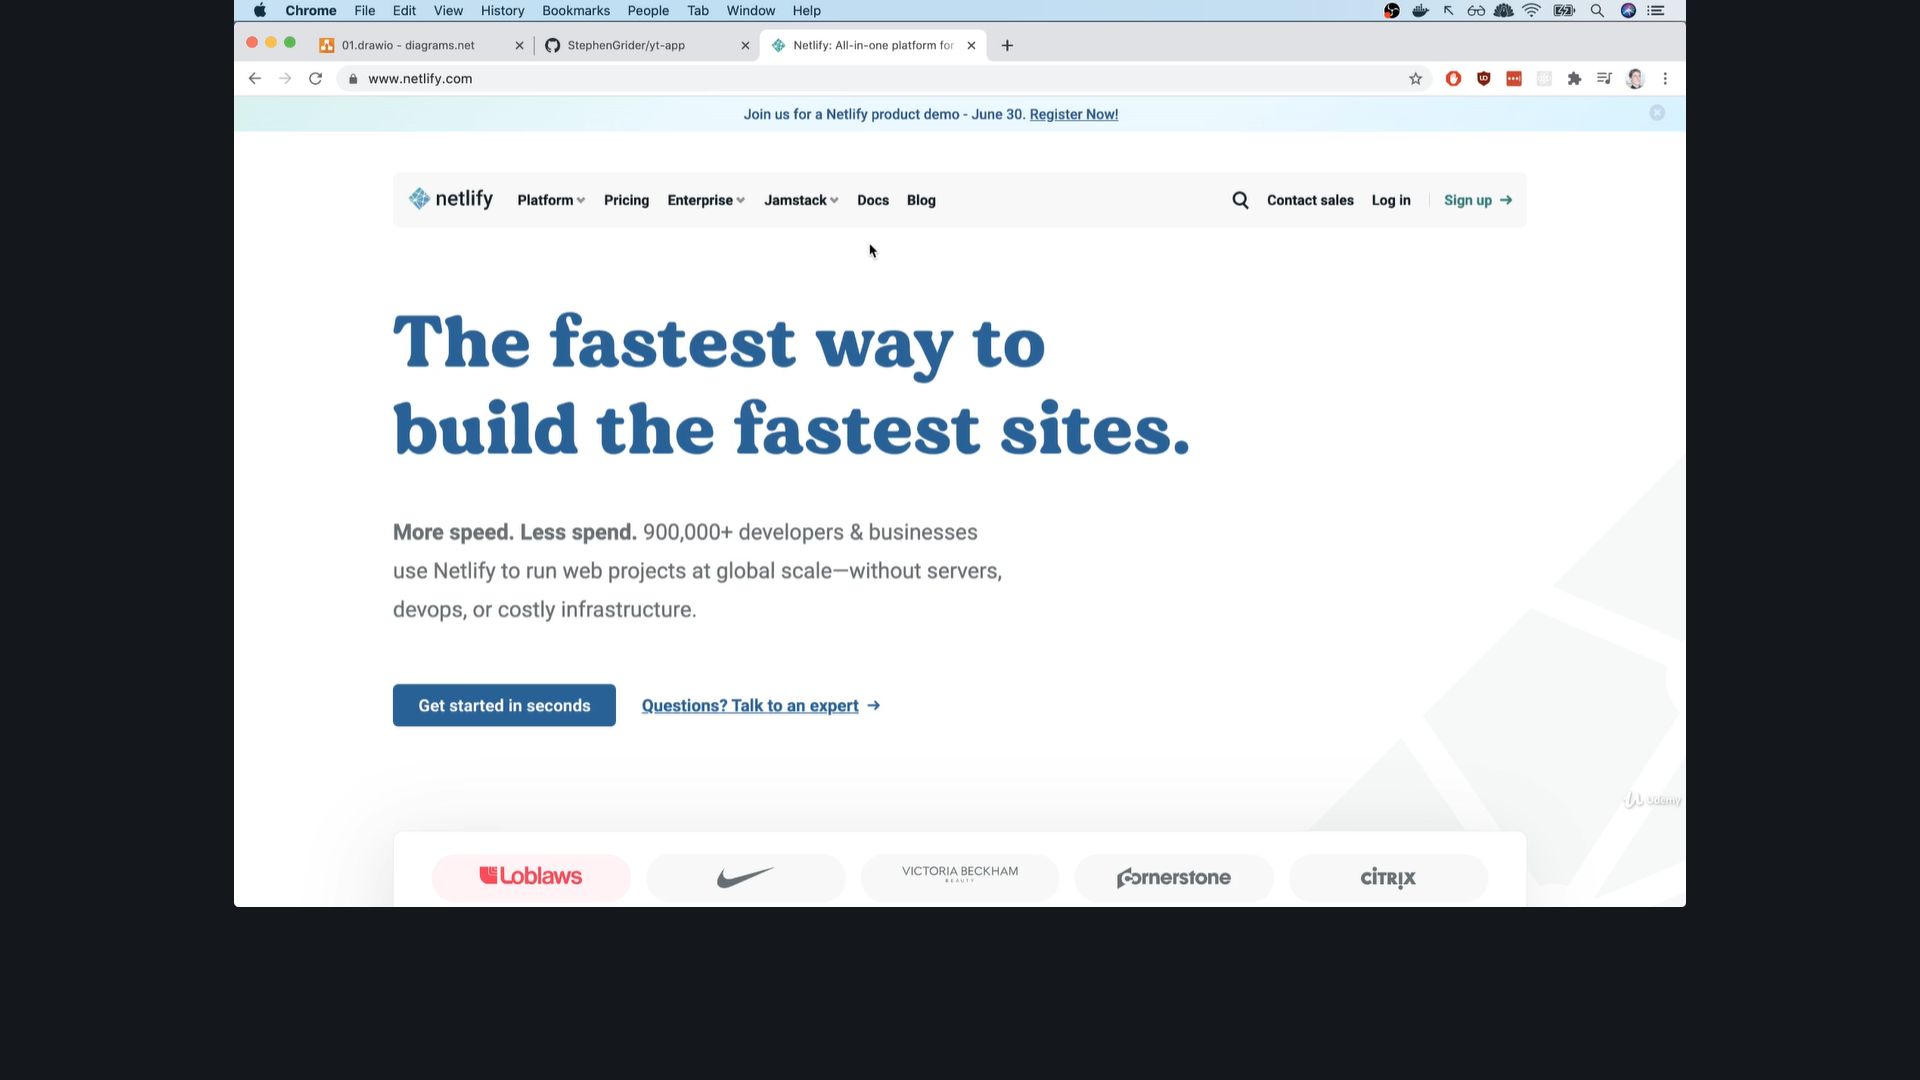 Chrome File Edit View History Bookmarks People Tab Window Help
01.drawio - diagrams.net
StephenGrider/yt-app
Netlify: All-in-one platform for
www.netlify.com
Join us for a Netlify product demo - June 30. Register Now!
netlify Platform Pricing Enterprise Jamstack Docs Blog Contact sales Log in Sign up →
The fastest way to
build the fastest sites.
More speed. Less spend. 900,000+ developers & businesses
use Netlify to run web projects at global scale—without servers,
devops, or costly infrastructure.
Get started in seconds
Questions? Talk to an expert →
Udemy
Loblaws
VICTORIA BECKHAM
BEAUTY
Cornerstone
CİTRIX